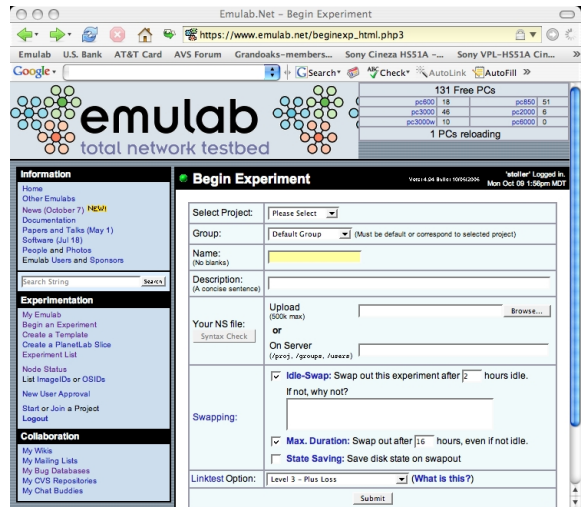 Emulab.Net - Begin Experiment
https://www.emulab.net/beginexp_html.php3
Emulab U.S. Bank AT&T Card AVS Forum Grandoaks-members... Sony Cineza HS51A -... Sony VPL-HS51A Cin... »
Google Search ABC Check AutoLink AutoFill »
emulab
total network testbed
131 Free PCs
pc600 18 pc850 51
pc3000 46 pc2000 6
pc3000w 10 pc6000 0
1 PCs reloading
Information
Home
Other Emulabs
News (October 7) NEW!
Documentation
Papers and Talks (May 1)
Software (Jul 18)
People and Photos
Emulab Users and Sponsors
Search String Search
Experimentation
My Emulab
Begin an Experiment
Create a Template
Create a PlanetLab Slice
Experiment List
Node Status
List ImageIDs or OSIDs
New User Approval
Start or Join a Project
Logout
Collaboration
My Wikis
My Mailing Lists
My Bug Databases
My CVS Repositories
My Chat Buddies
Begin Experiment
Vers: 4.94 Built: 10/05/2006
'stoller' Logged in.
Mon Oct 09 1:56pm MDT
Select Project: Please Select
Group: Default Group (Must be default or correspond to selected project)
Name:
(No blanks)
Description:
(A concise sentence)
Your NS file:
Syntax Check
Upload
(500k max)
Browse...
or
On Server
(/proj, /groups, /users)
Swapping:
Idle-Swap: Swap out this experiment after 2 hours idle.
If not, why not?
Max. Duration: Swap out after 16 hours, even if not idle.
State Saving: Save disk state on swapout
Linktest Option: Level 3 - Plus Loss (What is this?)
Submit